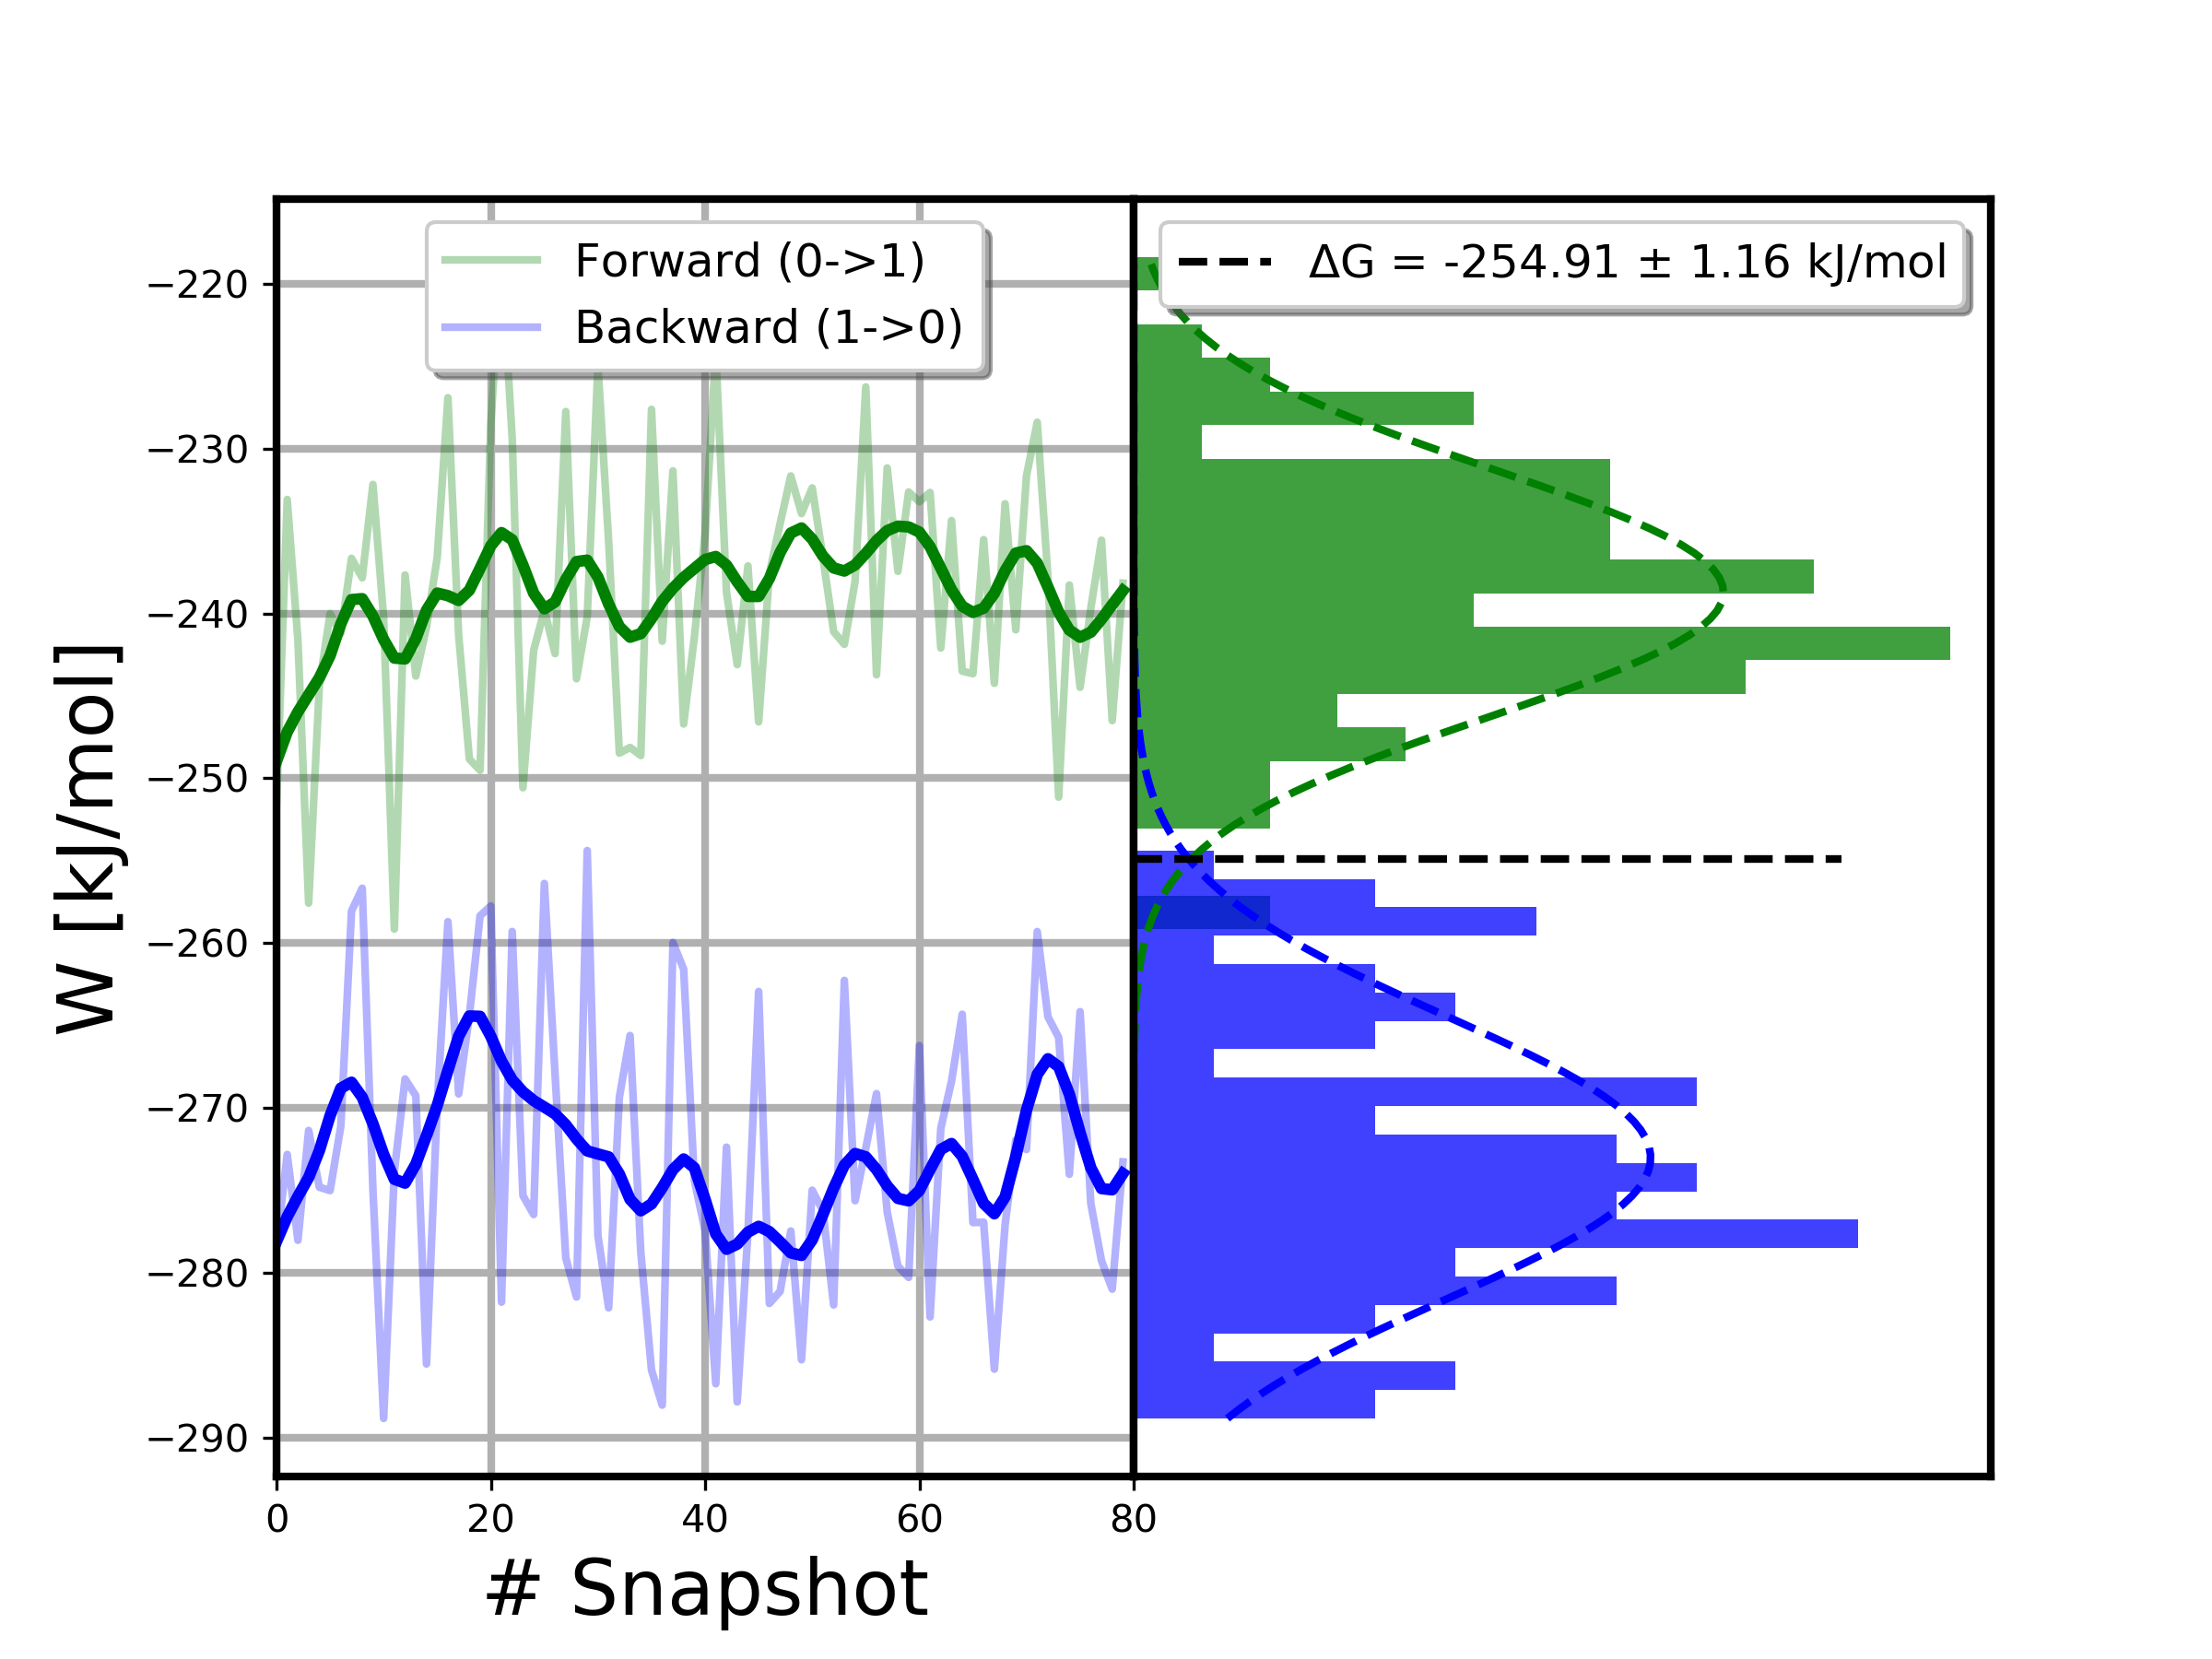 Forward (0->1)
Backward (1->0)
ΔG = -254.91 ± 1.16 kJ/mol
−220
−230
−240
−250
−260
−270
−280
−290
W [kJ/mol]
0 20 40 60 80
# Snapshot